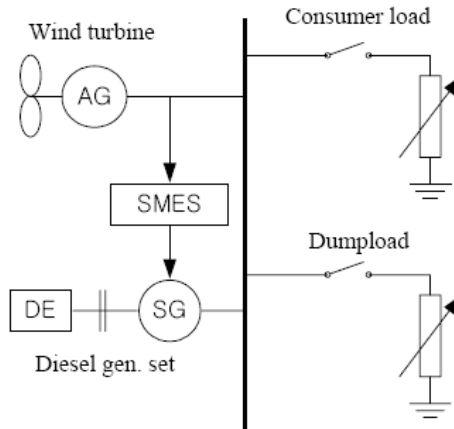 Consumer load
Wind turbine
AG
SMES
Dumpload
DE
SG
Diesel gen. set